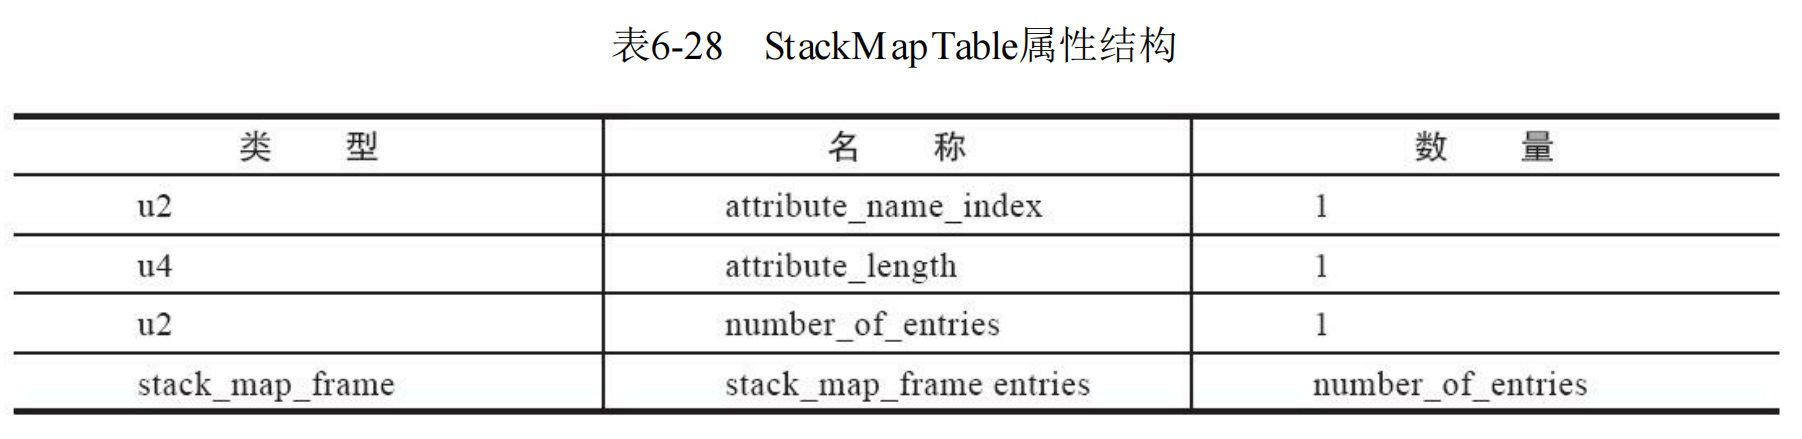 表6-28 StackMapTable属性结构
类 型 名 称 数 量
u2 attribute_name_index 1
u4 attribute_length 1
u2 number_of_entries 1
stack_map_frame stack_map_frame entries number_of_entries